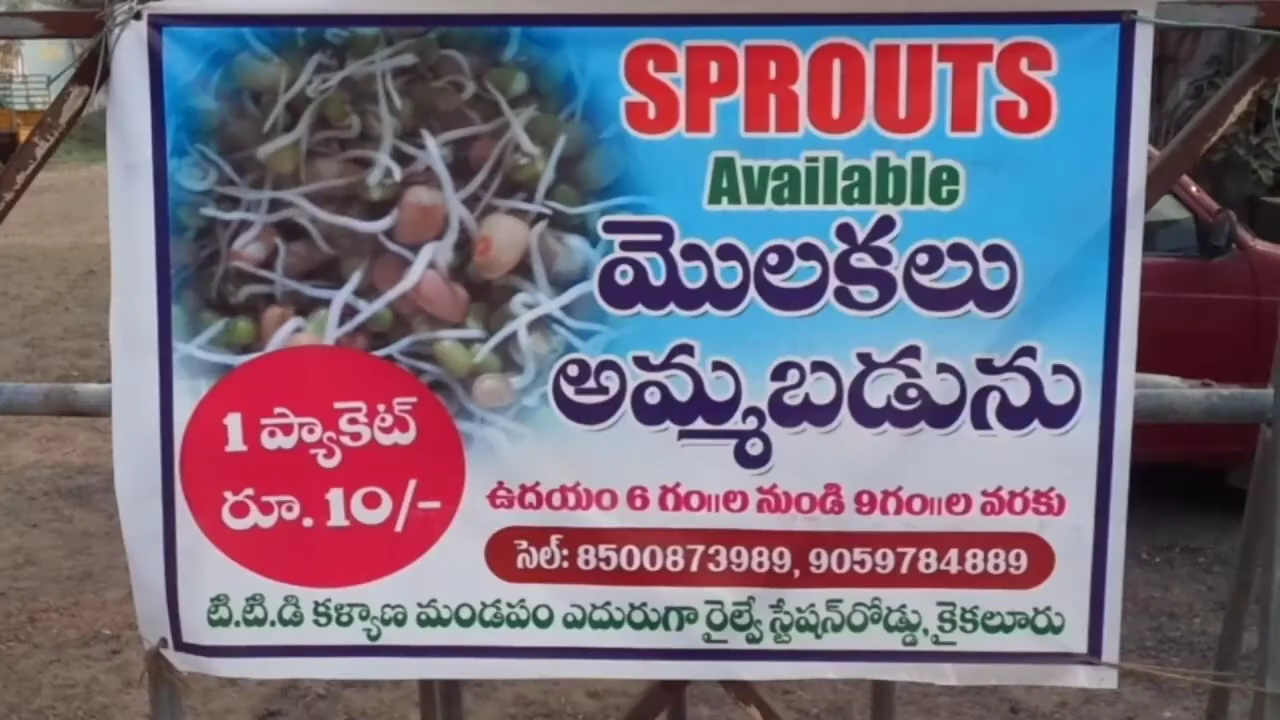 SPROUTS
Available
మొలకలు
అమ్మబడును
1 ప్యాకెట్
రూ. 10/-
ఉదయం 6 గం॥ల నుండి 9గం॥ల వరకు
సెల్: 8500873989, 9059784889
టి.టి.డి కళ్యాణ మండపం ఎదురుగా రైల్వే స్టేషన్‌రోడ్డు, కైకలూరు